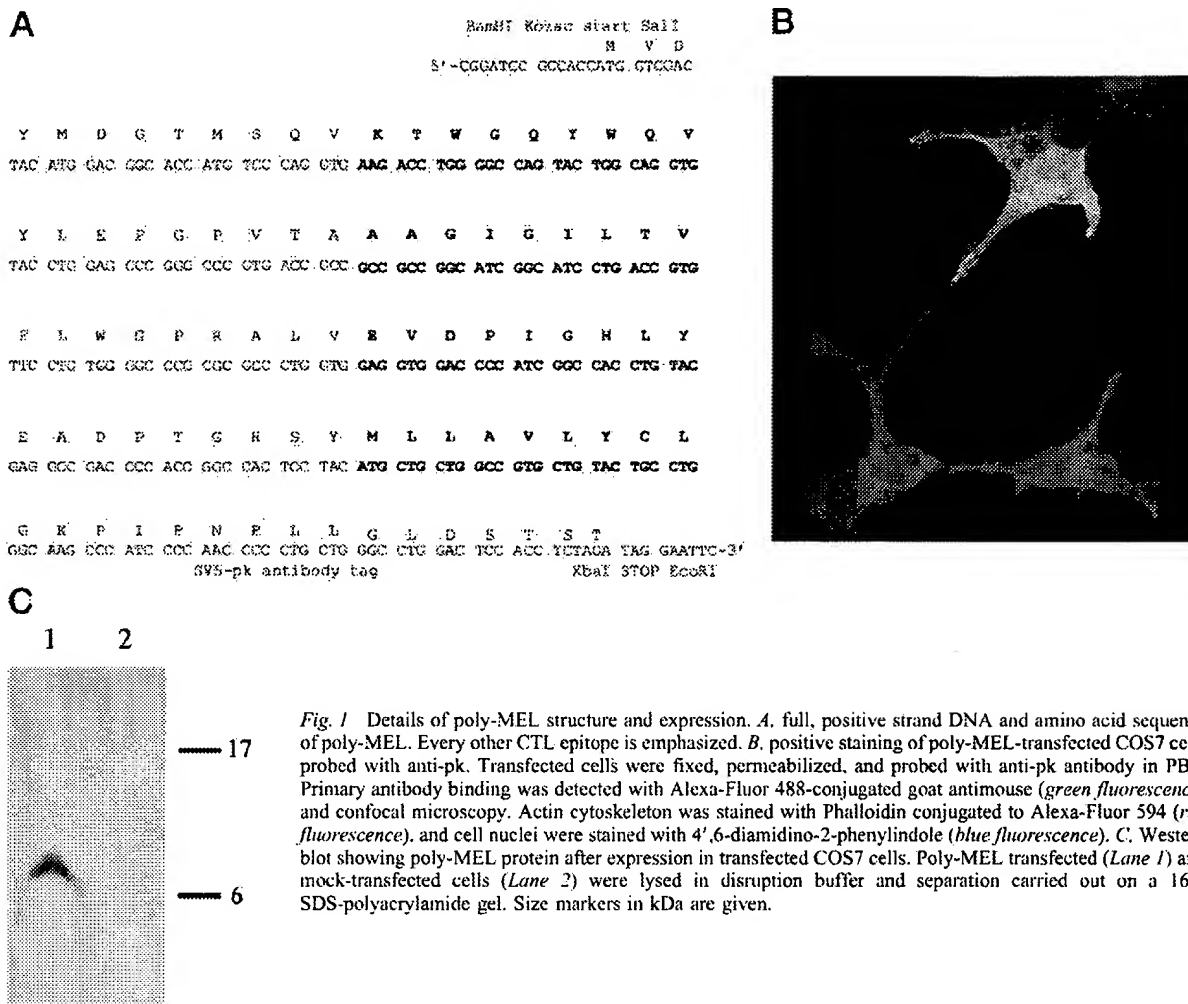 A
BamHI Kozac start SalI
M V D
5'-CGGATCC GCCACCATG GTCGAC
Y M D G T M S Q V K T W G Q Y W Q V
TAC ATG GAC GGC ACC ATG TCC CAG GTG AAG ACC TGG GGC CAG TAC TGG CAG GTG
Y L E P G P V T A A A G I G I L T V
TAC CTG GAG CCC GGC CCC GTG ACC GCC GCC GCC GGC ATC GGC ATC CTG ACC GTG
F L W G P R A L V E V D P I G H L Y
TTC CTG TGG GGC CCC CGC GCC CTG GTG GAG GTG GAC CCC ATC GGC CAC CTG TAC
E A D P T G H S Y M L L A V L Y C L
GAG GCC GAC CCC ACC GGC CAC TCC TAC ATG CTG CTG GCC GTG CTG TAC TGC CTG
G K P I P N P L L G L D S T S T
GGC AAG CCC ATC CCC AAC CCC CTG CTG GGC CTG GAC TCC ACC TCTAGA TAG GAATTC-3'
SV5-pk antibody tag XbaI STOP EcoRI
B
C
1 2
17
6
Fig. 1 Details of poly-MEL structure and expression. A, full, positive strand DNA and amino acid sequen
of poly-MEL. Every other CTL epitope is emphasized. B, positive staining of poly-MEL-transfected COS7 ce
probed with anti-pk. Transfected cells were fixed, permeabilized, and probed with anti-pk antibody in PB
Primary antibody binding was detected with Alexa-Fluor 488-conjugated goat antimouse (green fluorescenc
and confocal microscopy. Actin cytoskeleton was stained with Phalloidin conjugated to Alexa-Fluor 594 (r
fluorescence), and cell nuclei were stained with 4',6-diamidino-2-phenylindole (blue fluorescence). C, Weste
blot showing poly-MEL protein after expression in transfected COS7 cells. Poly-MEL transfected (Lane 1) a
mock-transfected cells (Lane 2) were lysed in disruption buffer and separation carried out on a 16
SDS-polyacrylamide gel. Size markers in kDa are given.